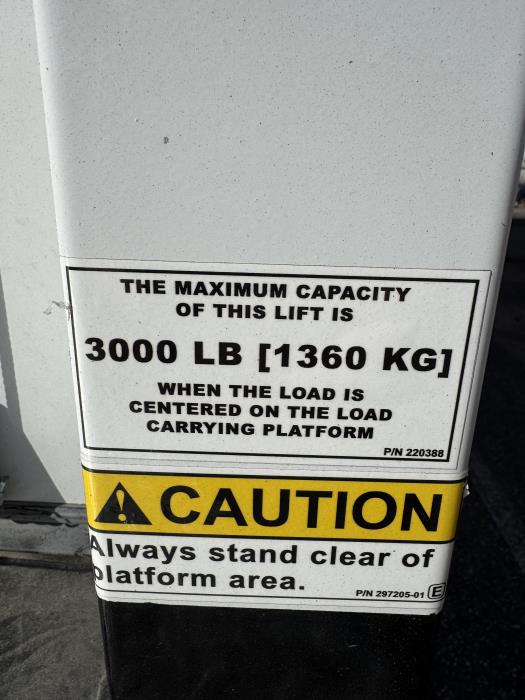 THE MAXIMUM CAPACITY
OF THIS LIFT IS
3000 LB [1360 KG]
WHEN THE LOAD IS
CENTERED ON THE LOAD
CARRYING PLATFORM
P/N 220388
CAUTION
Always stand clear of
platform area.
P/N 297205-01 E